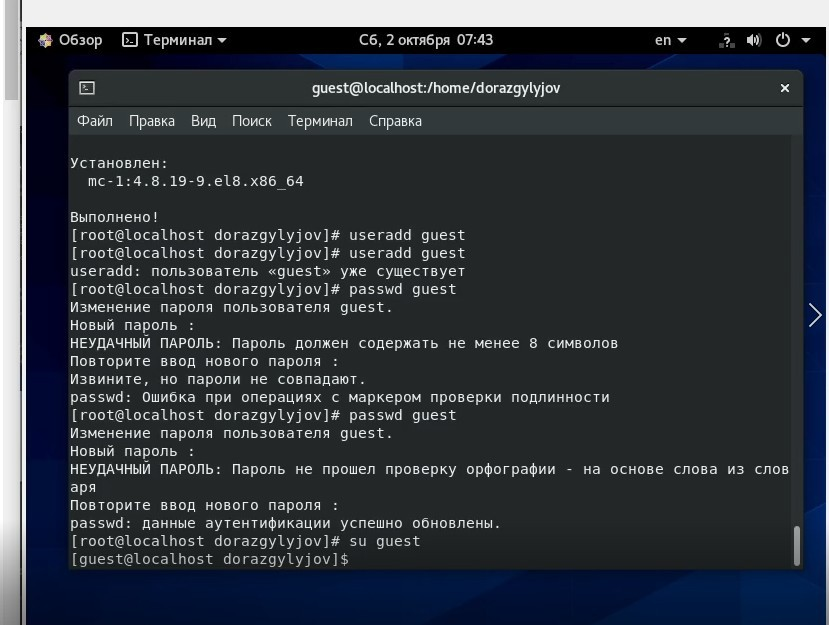 Обзор Терминал Сб, 2 октября 07:43 en
guest@localhost:/home/dorazgylyjov ×
Файл Правка Вид Поиск Терминал Справка
Установлен:
mc-1:4.8.19-9.el8.x86_64
Выполнено!
[root@localhost dorazgylyjov]# useradd guest
[root@localhost dorazgylyjov]# useradd guest
useradd: пользователь «guest» уже существует
[root@localhost dorazgylyjov]# passwd guest
Изменение пароля пользователя guest.
Новый пароль :
НЕУДАЧНЫЙ ПАРОЛЬ: Пароль должен содержать не менее 8 символов
Повторите ввод нового пароля :
Извините, но пароли не совпадают.
passwd: Ошибка при операциях с маркером проверки подлинности
[root@localhost dorazgylyjov]# passwd guest
Изменение пароля пользователя guest.
Новый пароль :
НЕУДАЧНЫЙ ПАРОЛЬ: Пароль не прошел проверку орфографии - на основе слова из слов
аря
Повторите ввод нового пароля :
passwd: данные аутентификации успешно обновлены.
[root@localhost dorazgylyjov]# su guest
[guest@localhost dorazgylyjov]$